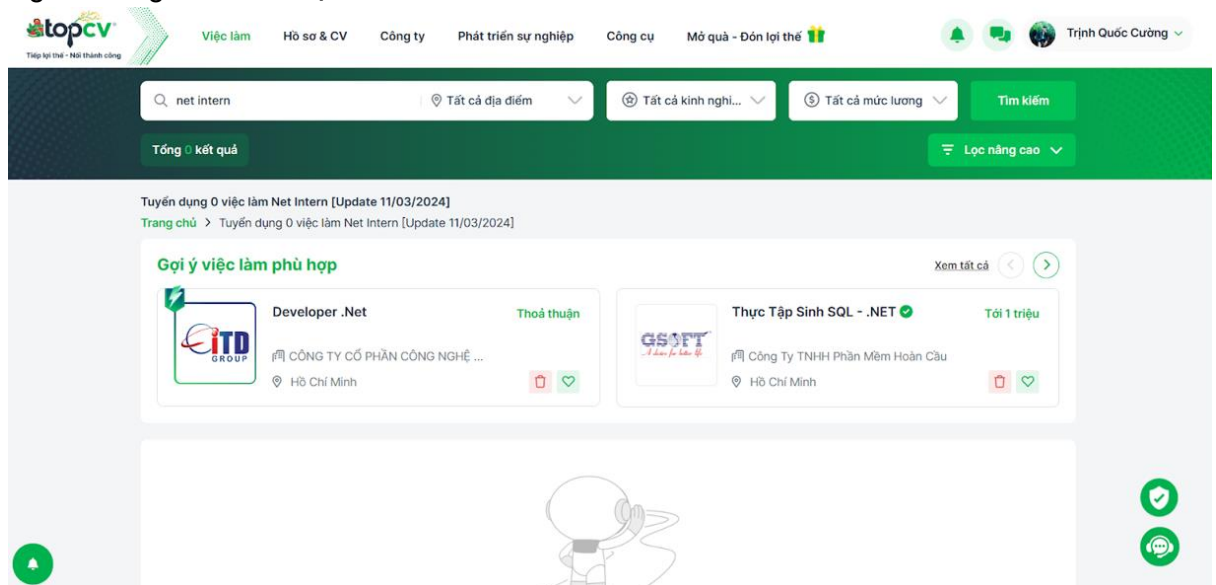 topcv
Tiếp lợi thế - Nối thành công
Việc làm
Hồ sơ & CV
Công ty
Phát triển sự nghiệp
Công cụ
Mở quà - Đón lợi thế
Trịnh Quốc Cường
net intern
Tất cả địa điểm
Tất cả kinh nghi...
Tất cả mức lương
Tìm kiếm
Tổng 0 kết quả
Lọc nâng cao
Tuyển dụng 0 việc làm Net Intern [Update 11/03/2024]
Trang chủ > Tuyển dụng 0 việc làm Net Intern [Update 11/03/2024]
Gợi ý việc làm phù hợp
Xem tất cả
ITD
GROUP
Developer .Net
Thoả thuận
CÔNG TY CỔ PHẦN CÔNG NGHỆ ...
Hồ Chí Minh
GSOFT
Thực Tập Sinh SQL - .NET
Tới 1 triệu
Công Ty TNHH Phần Mềm Hoàn Cầu
Hồ Chí Minh